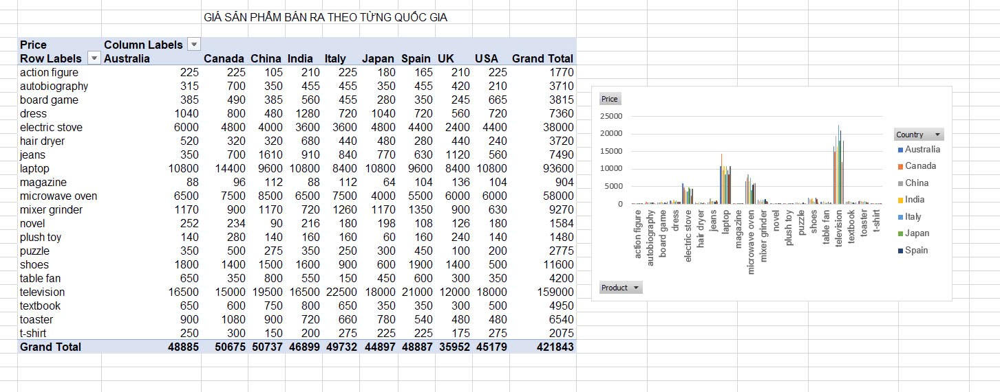 GIÁ SẢN PHẨM BÁN RA THEO TỪNG QUỐC GIA
Price Column Labels
Row Labels Australia Canada China India Italy Japan Spain UK USA Grand Total
action figure 225 225 105 210 225 180 165 210 225 1770
autobiography 315 700 350 455 455 350 455 420 210 3710
board game 385 490 385 560 455 280 350 245 665 3815
dress 1040 800 480 1280 720 1040 720 560 720 7360
electric stove 6000 4800 4000 3600 3600 4800 4400 2400 4400 38000
hair dryer 520 320 320 680 440 480 280 440 240 3720
jeans 350 700 1610 910 840 770 630 1120 560 7490
laptop 10800 14400 9600 10800 8400 10800 9600 8400 10800 93600
magazine 88 96 112 88 112 64 104 136 104 904
microwave oven 6500 7500 8500 6500 7500 4000 5500 6000 6000 58000
mixer grinder 1170 900 1170 720 1260 1170 1350 900 630 9270
novel 252 234 90 216 180 198 108 126 180 1584
plush toy 140 280 140 160 160 60 160 240 140 1480
puzzle 350 500 275 350 250 300 450 100 200 2775
shoes 1800 1400 1500 1600 900 600 1900 1400 500 11600
table fan 650 350 800 550 150 450 600 300 350 4200
television 16500 15000 19500 16500 22500 18000 21000 12000 18000 159000
textbook 650 600 750 800 650 350 350 300 500 4950
toaster 900 1080 900 720 660 780 540 480 480 6540
t-shirt 250 300 150 200 275 225 225 175 275 2075
Grand Total 48885 50675 50737 46899 49732 44897 48887 35952 45179 421843
Price
25000
20000
15000
10000
5000
0
action figure
autobiography
board game
dress
electric stove
hair dryer
jeans
laptop
magazine
microwave oven
mixer grinder
novel
plush toy
puzzle
shoes
table fan
television
textbook
toaster
t-shirt
Country
Australia
Canada
China
India
Italy
Japan
Spain
Product